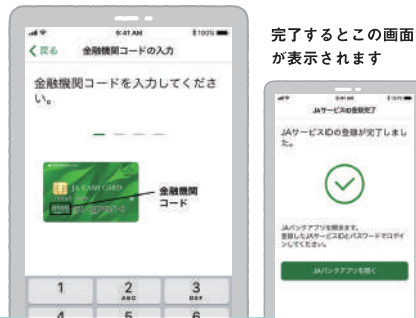 9:41 AM
100%
戻る
金融機関コードの入力
金融機関コードを入力してくださ
い。
JA CASH CARD
金融機関
コード
1
2
ABC
3
DEF
4
5
6
完了するとこの画面
が表示されます
9:41 AM
100%
JAサービスIDの登録完了
JAサービスIDの登録が完了しまし
た。
JAバンクアプリを開きます。
登録したJAサービスIDとパスワードでログイ
ンしてください。
JAバンクアプリを開く